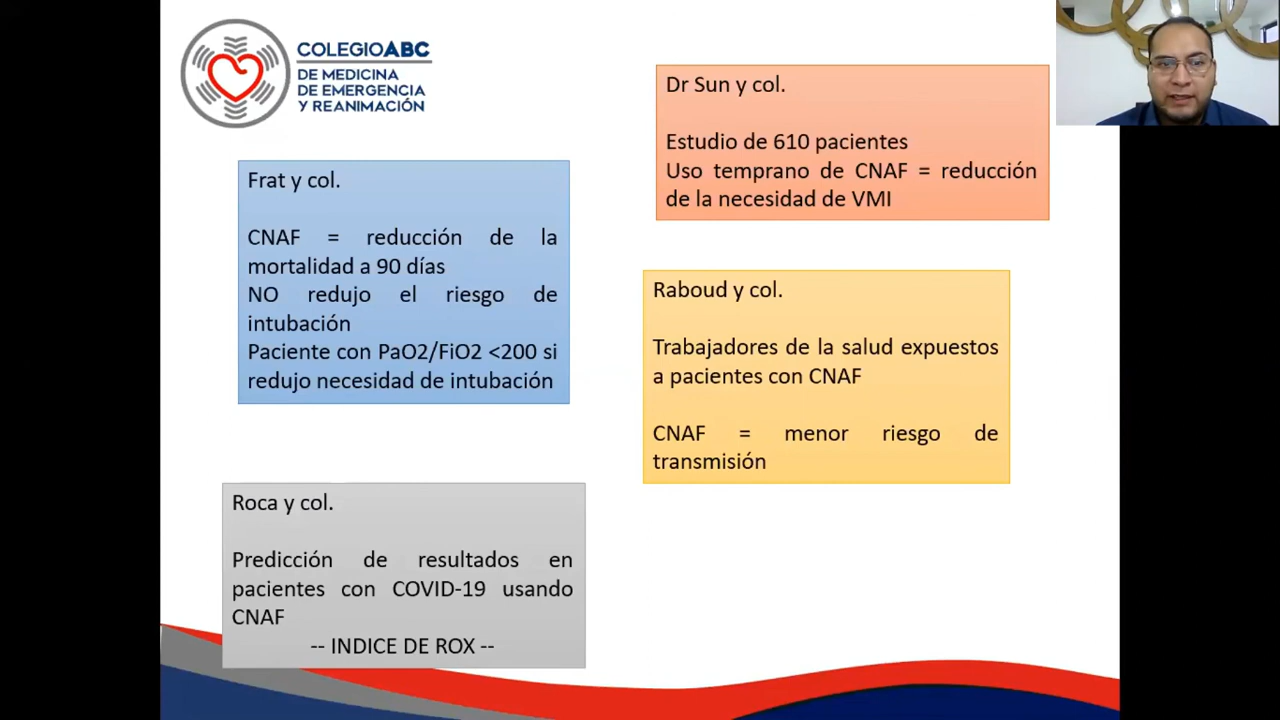 COLEGIOABC
DE MEDICINA
DE EMERGENCIA
Y REANIMACIÓN
Dr Sun y col.
Estudio de 610 pacientes
Uso temprano de CNAF = reducción
de la necesidad de VMI
Frat y col.
CNAF = reducción de la
mortalidad a 90 días
NO redujo el riesgo de
intubación
Paciente con PaO2/FiO2 <200 si
redujo necesidad de intubación
Raboud y col.
Trabajadores de la salud expuestos
a pacientes con CNAF
CNAF = menor riesgo de
transmisión
Roca y col.
Predicción de resultados en
pacientes con COVID-19 usando
CNAF
-- INDICE DE ROX --